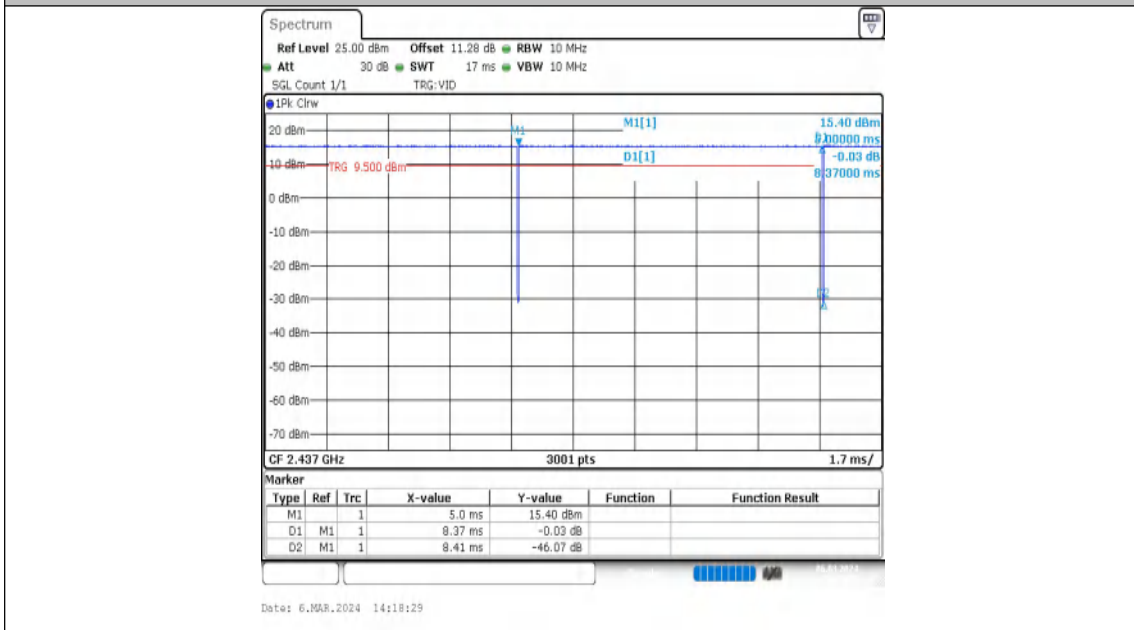 Spectrum
Ref Level 25.00 dBm Offset 11.28 dB RBW 10 MHz
Att 30 dB SWT 17 ms VBW 10 MHz
SGL Count 1/1 TRG:VID
1Pk Clrw
M1[1] 15.40 dBm
20 dBm
M1
D1[1] -0.03 dB
10 dBm
TRG 9.500 dBm
8.37000 ms
0 dBm
-10 dBm
-20 dBm
-30 dBm
-40 dBm
-50 dBm
-60 dBm
-70 dBm
CF 2.437 GHz 3001 pts 1.7 ms/
Marker
Type Ref Trc X-value Y-value Function Function Result
M1 1 5.0 ms 15.40 dBm
D1 M1 1 8.37 ms -0.03 dB
D2 M1 1 8.41 ms -46.07 dB
Date: 6.MAR.2024 14:18:29